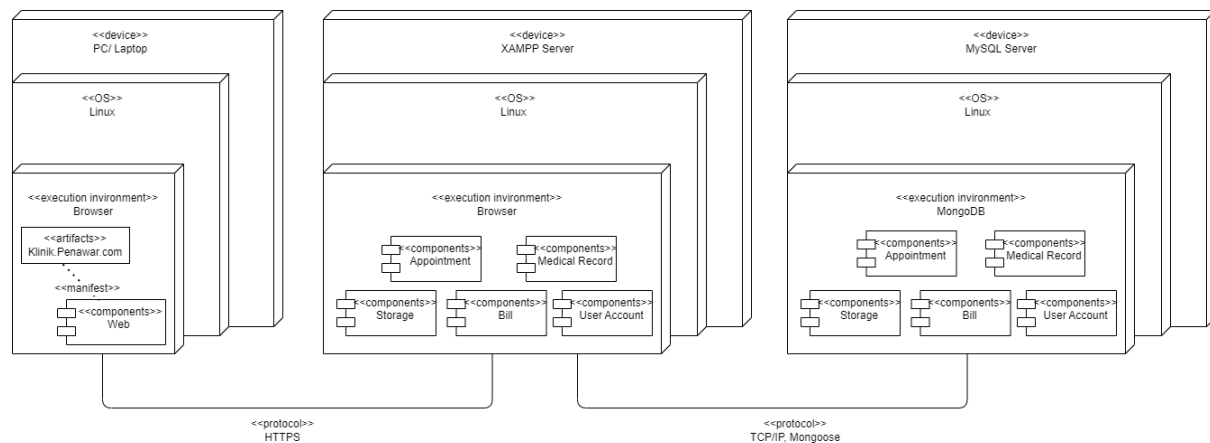 <<device>>
PC/ Laptop
<<OS>>
Linux
<<execution invironment>>
Browser
<<artifacts>>
Klinik.Penawar.com
<<manifest>>
<<components>>
Web
<<device>>
XAMPP Server
<<OS>>
Linux
<<execution invironment>>
Browser
<<components>>
Appointment
<<components>>
Medical Record
<<components>>
Storage
<<components>>
Bill
<<components>>
User Account
<<device>>
MySQL Server
<<OS>>
Linux
<<execution invironment>>
MongoDB
<<components>>
Appointment
<<components>>
Medical Record
<<components>>
Storage
<<components>>
Bill
<<components>>
User Account
<<protocol>>
HTTPS
<<protocol>>
TCP/IP, Mongoose